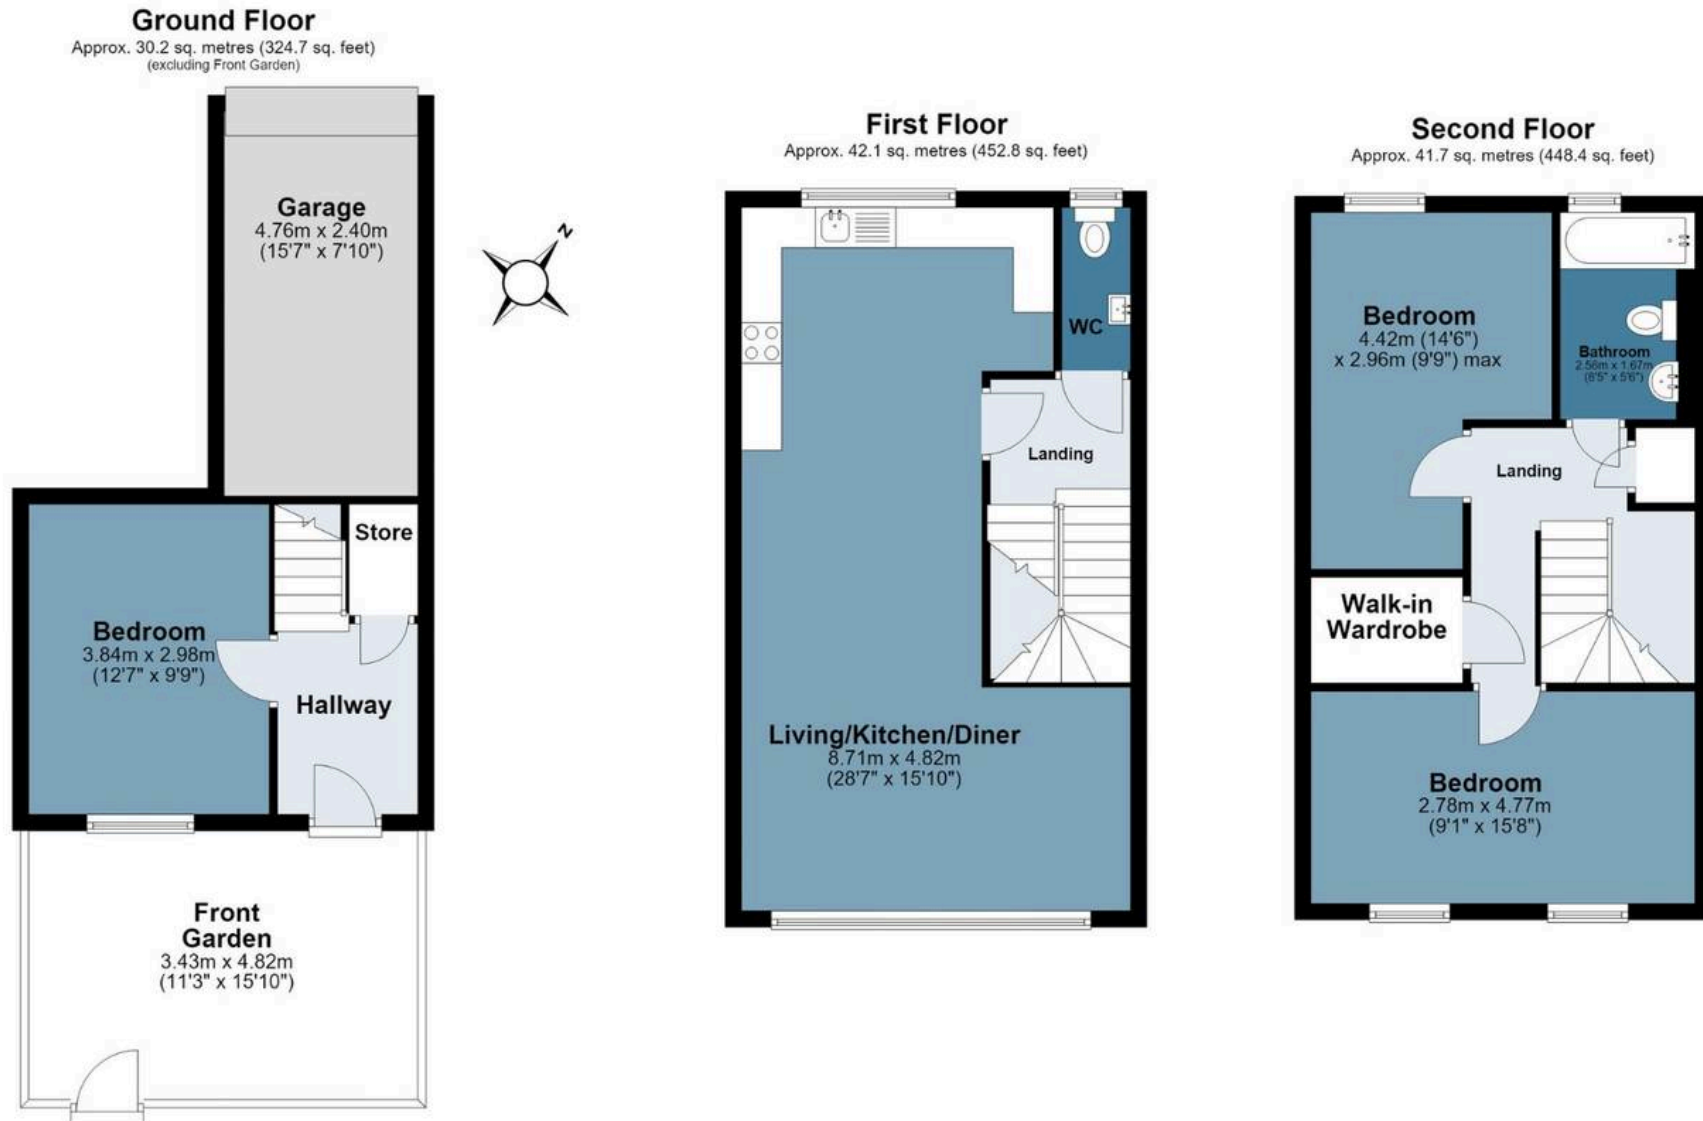 Ground Floor
Approx. 30.2 sq. metres (324.7 sq. feet)
(excluding Front Garden)
Garage
4.76m x 2.40m
(15'7" x 7'10")
N
Store
Bedroom
3.84m x 2.98m
(12'7" x 9'9")
Hallway
Front
Garden
3.43m x 4.82m
(11'3" x 15'10")
First Floor
Approx. 42.1 sq. metres (452.8 sq. feet)
WC
Landing
Living/Kitchen/Diner
8.71m x 4.82m
(28'7" x 15'10")
Second Floor
Approx. 41.7 sq. metres (448.4 sq. feet)
Bedroom
4.42m (14'6")
x 2.96m (9'9") max
Bathroom
2.56m x 1.67m
(8'5" x 5'6")
Landing
Walk-in
Wardrobe
Bedroom
2.78m x 4.77m
(9'1" x 15'8")